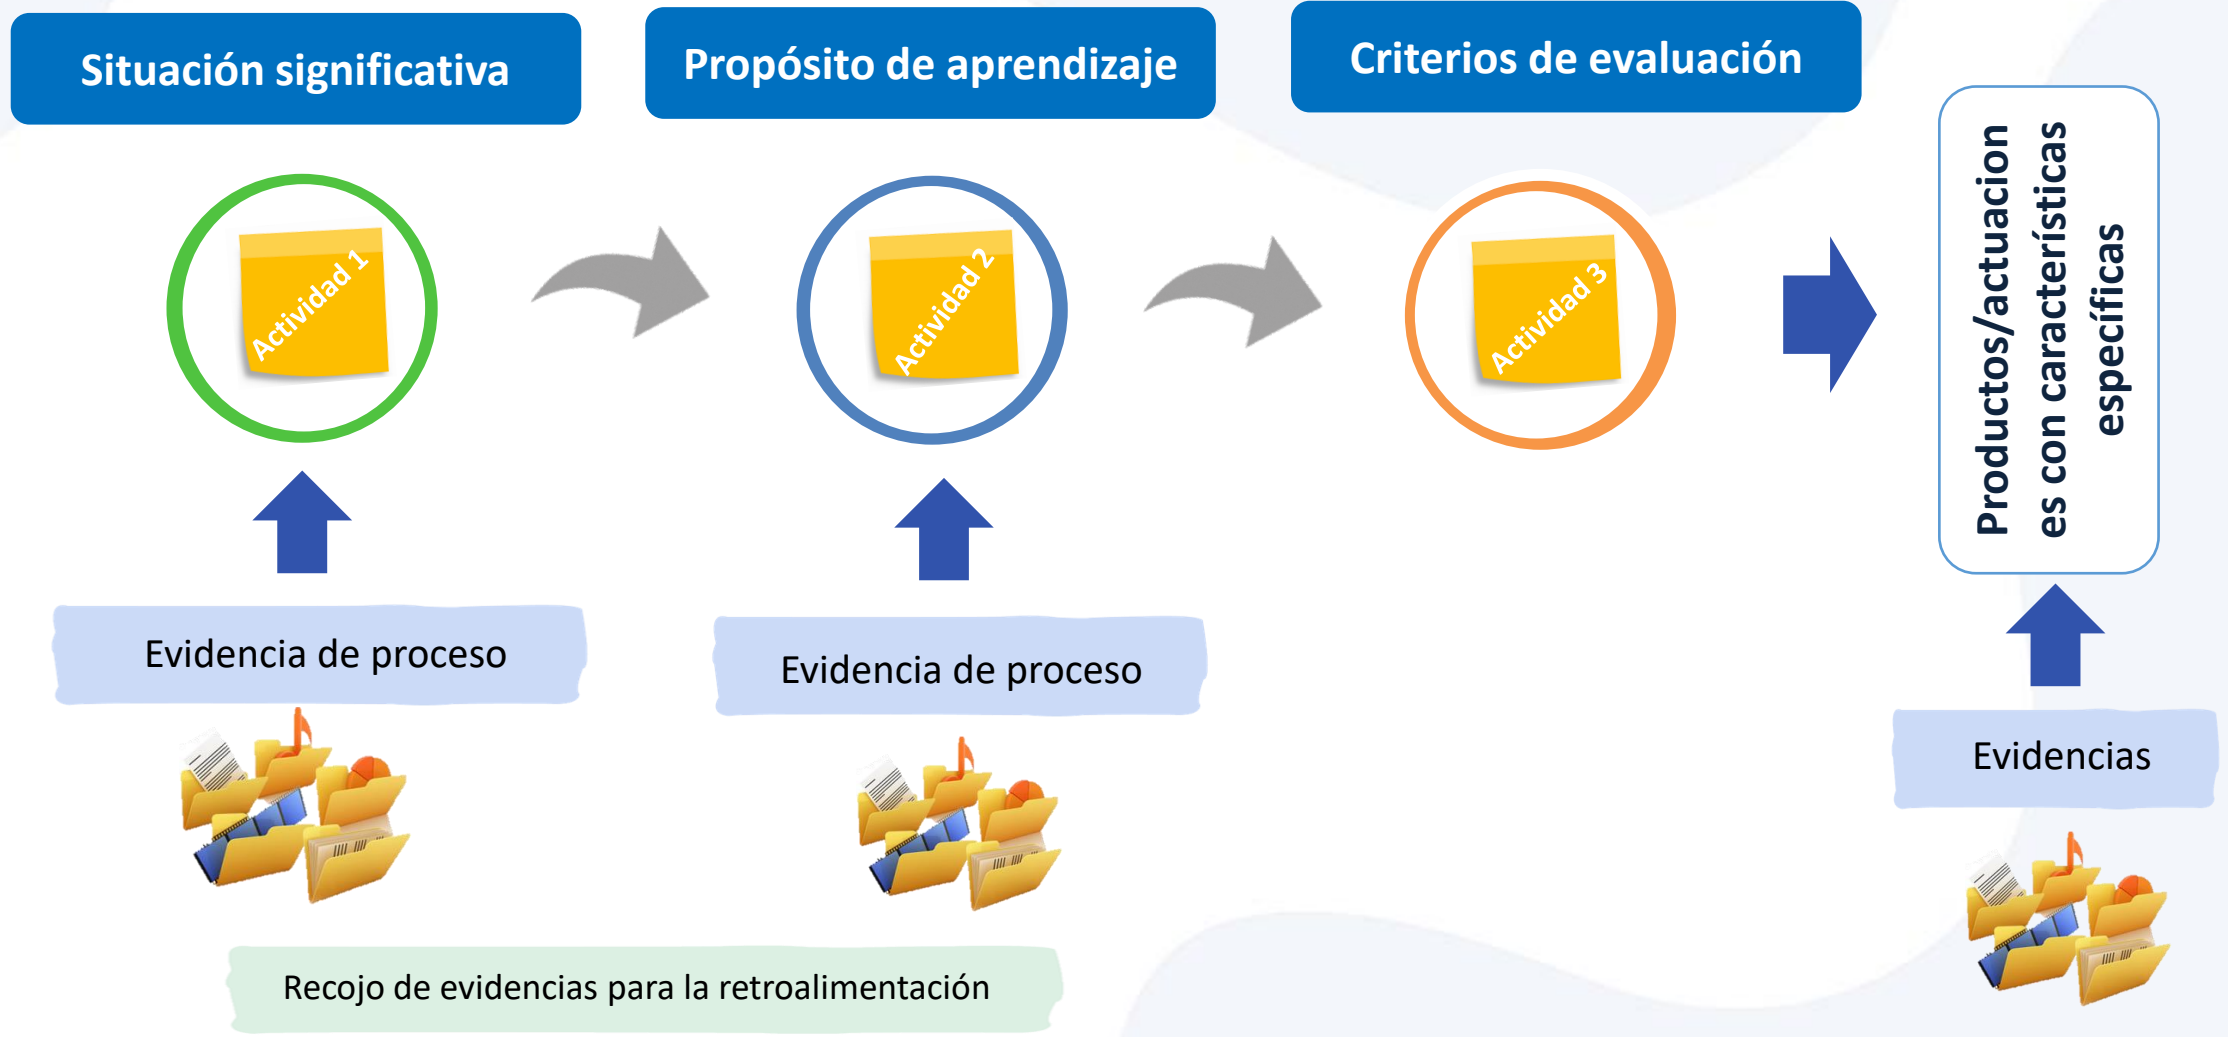 Situación significativa
Propósito de aprendizaje
Criterios de evaluación
Actividad 1
Actividad 2
Actividad 3
Productos/actuacion
es con características
específicas
Evidencia de proceso
Evidencia de proceso
Evidencias
Recojo de evidencias para la retroalimentación